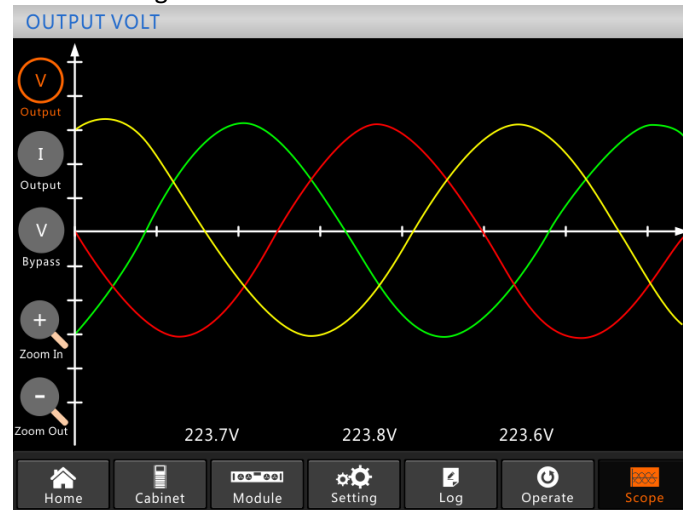 OUTPUT VOLT
V
Output
I
Output
V
Bypass
+
Zoom In
-
Zoom Out
223.7V 223.8V 223.6V
Home Cabinet Module Setting Log Operate Scope